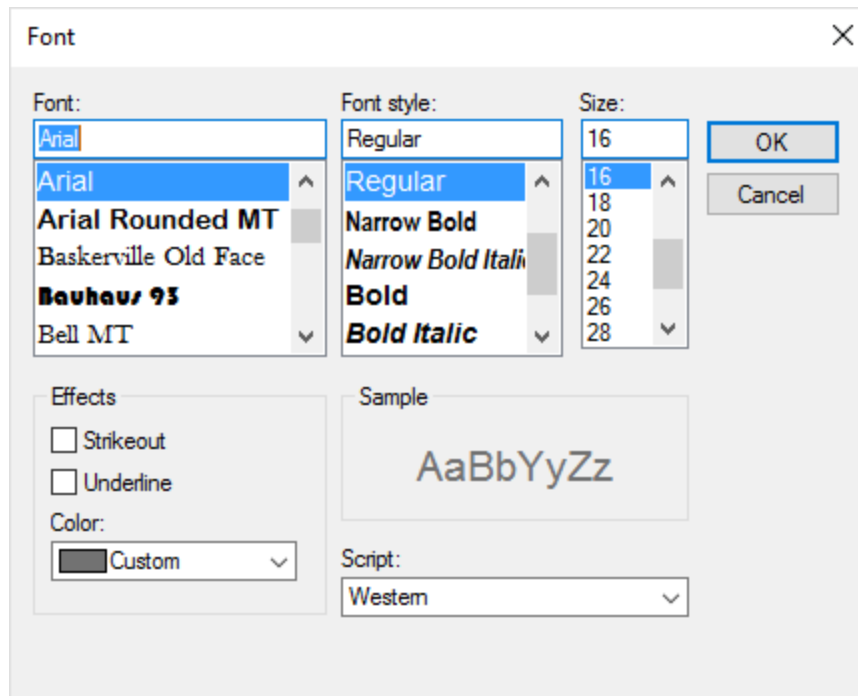 Font
Font:
Font style:
Size:
Arial
Regular
16
OK
Arial
Regular
16
Cancel
Arial Rounded MT
Narrow Bold
18
Baskerville Old Face
Narrow Bold Itali
20
Bauhaus 93
Bold
22
Bell MT
Bold Italic
24
26
28
Effects
Sample
Strikeout
Underline
AaBbYyZz
Color:
Custom
Script:
Western